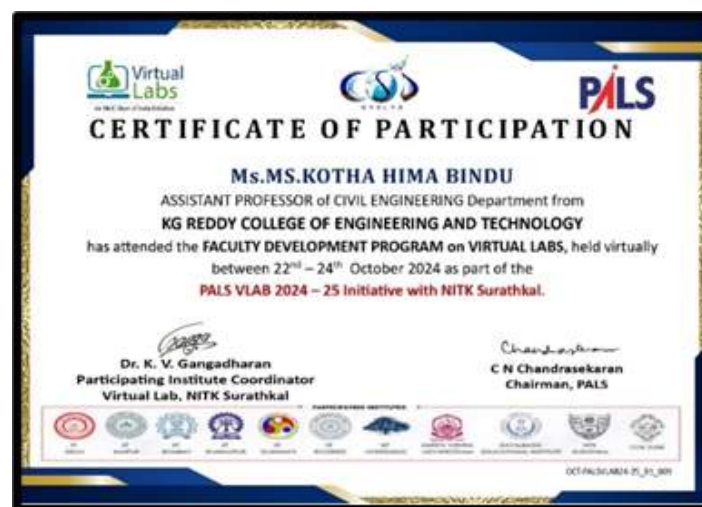 Virtual
Labs
PALS
CERTIFICATE OF PARTICIPATION
Ms.MS.KOTHA HIMA BINDU
ASSISTANT PROFESSOR of CIVIL ENGINEERING Department from
KG REDDY COLLEGE OF ENGINEERING AND TECHNOLOGY
has attended the FACULTY DEVELOPMENT PROGRAM on VIRTUAL LABS, held virtually
between 22nd – 24th October 2024 as part of the
PALS VLAB 2024 – 25 Initiative with NITK Surathkal.
Dr. K. V. Gangadharan
Participating Institute Coordinator
Virtual Lab, NITK Surathkal
C N Chandrasekaran
Chairman, PALS
PARTICIPATING INSTITUTES